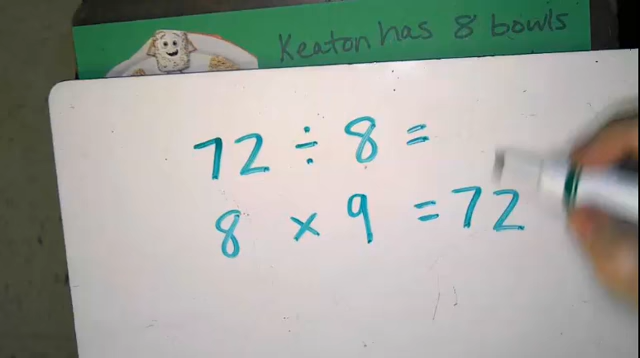 Keaton has 8 bowls
72 ÷ 8 =
8 × 9 = 72